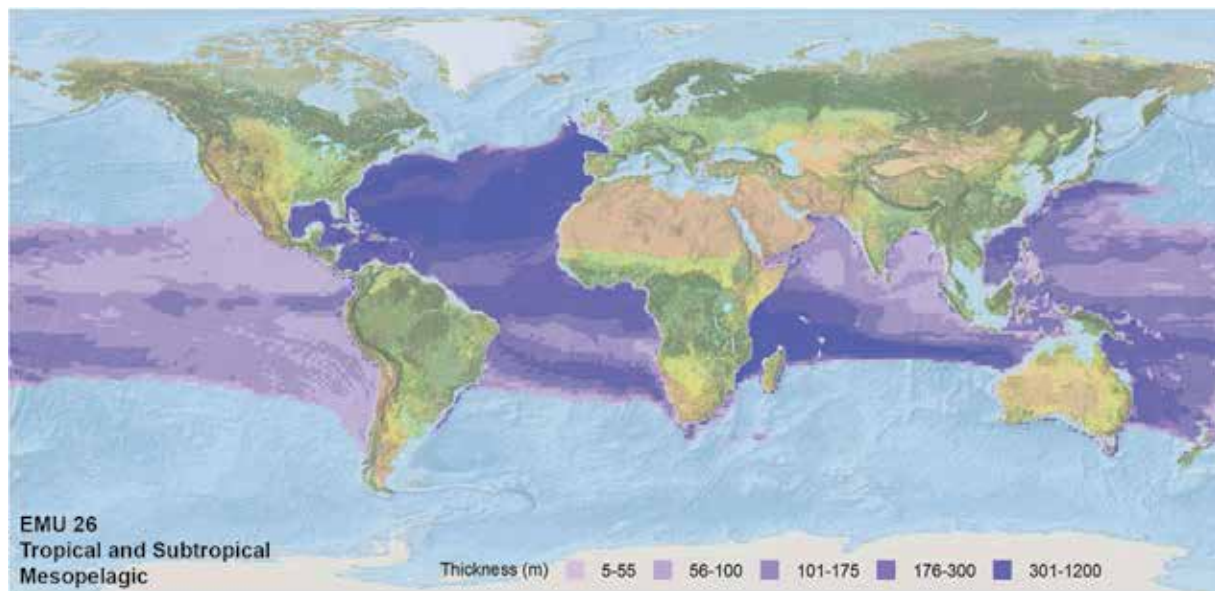 EMU 26
Tropical and Subtropical
Mesopelagic
Thickness (m) 5-55 56-100 101-175 176-300 301-1200